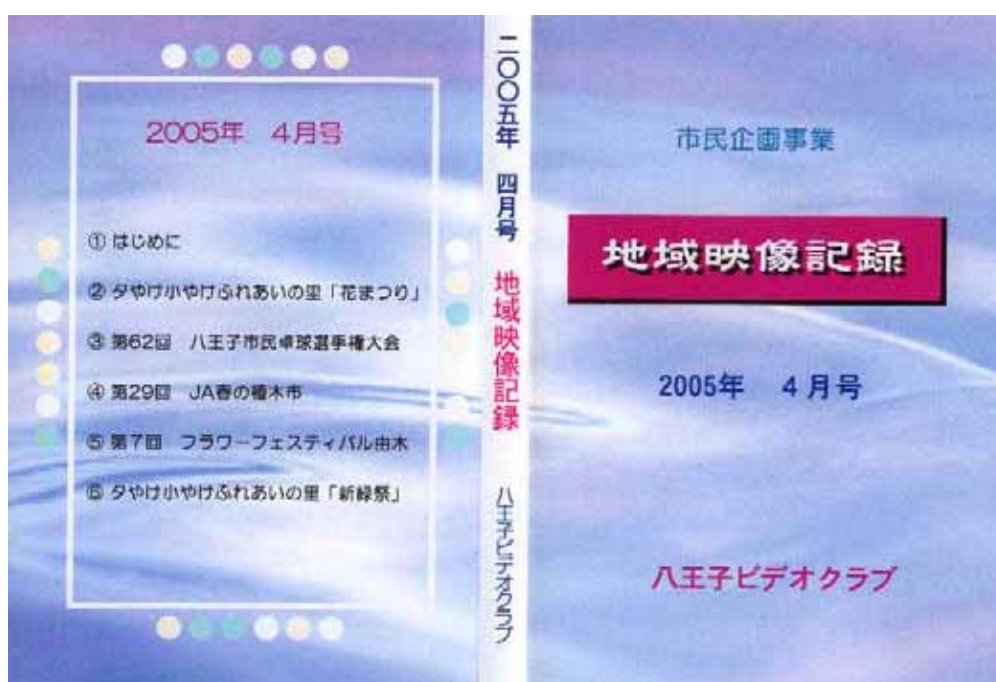 2005年 4月号
① はじめに
② 夕やけ小やけふれあいの里「花まつり」
③ 第62回 八王子市民卓球選手権大会
④ 第29回 JA春の植木市
⑤ 第7回 フラワーフェスティバル由木
⑥ 夕やけ小やけふれあいの里「新緑祭」
二〇〇五年 四月号 地域映像記録 八王子ビデオクラブ
市民企画事業
地域映像記録
2005年 4月号
八王子ビデオクラブ